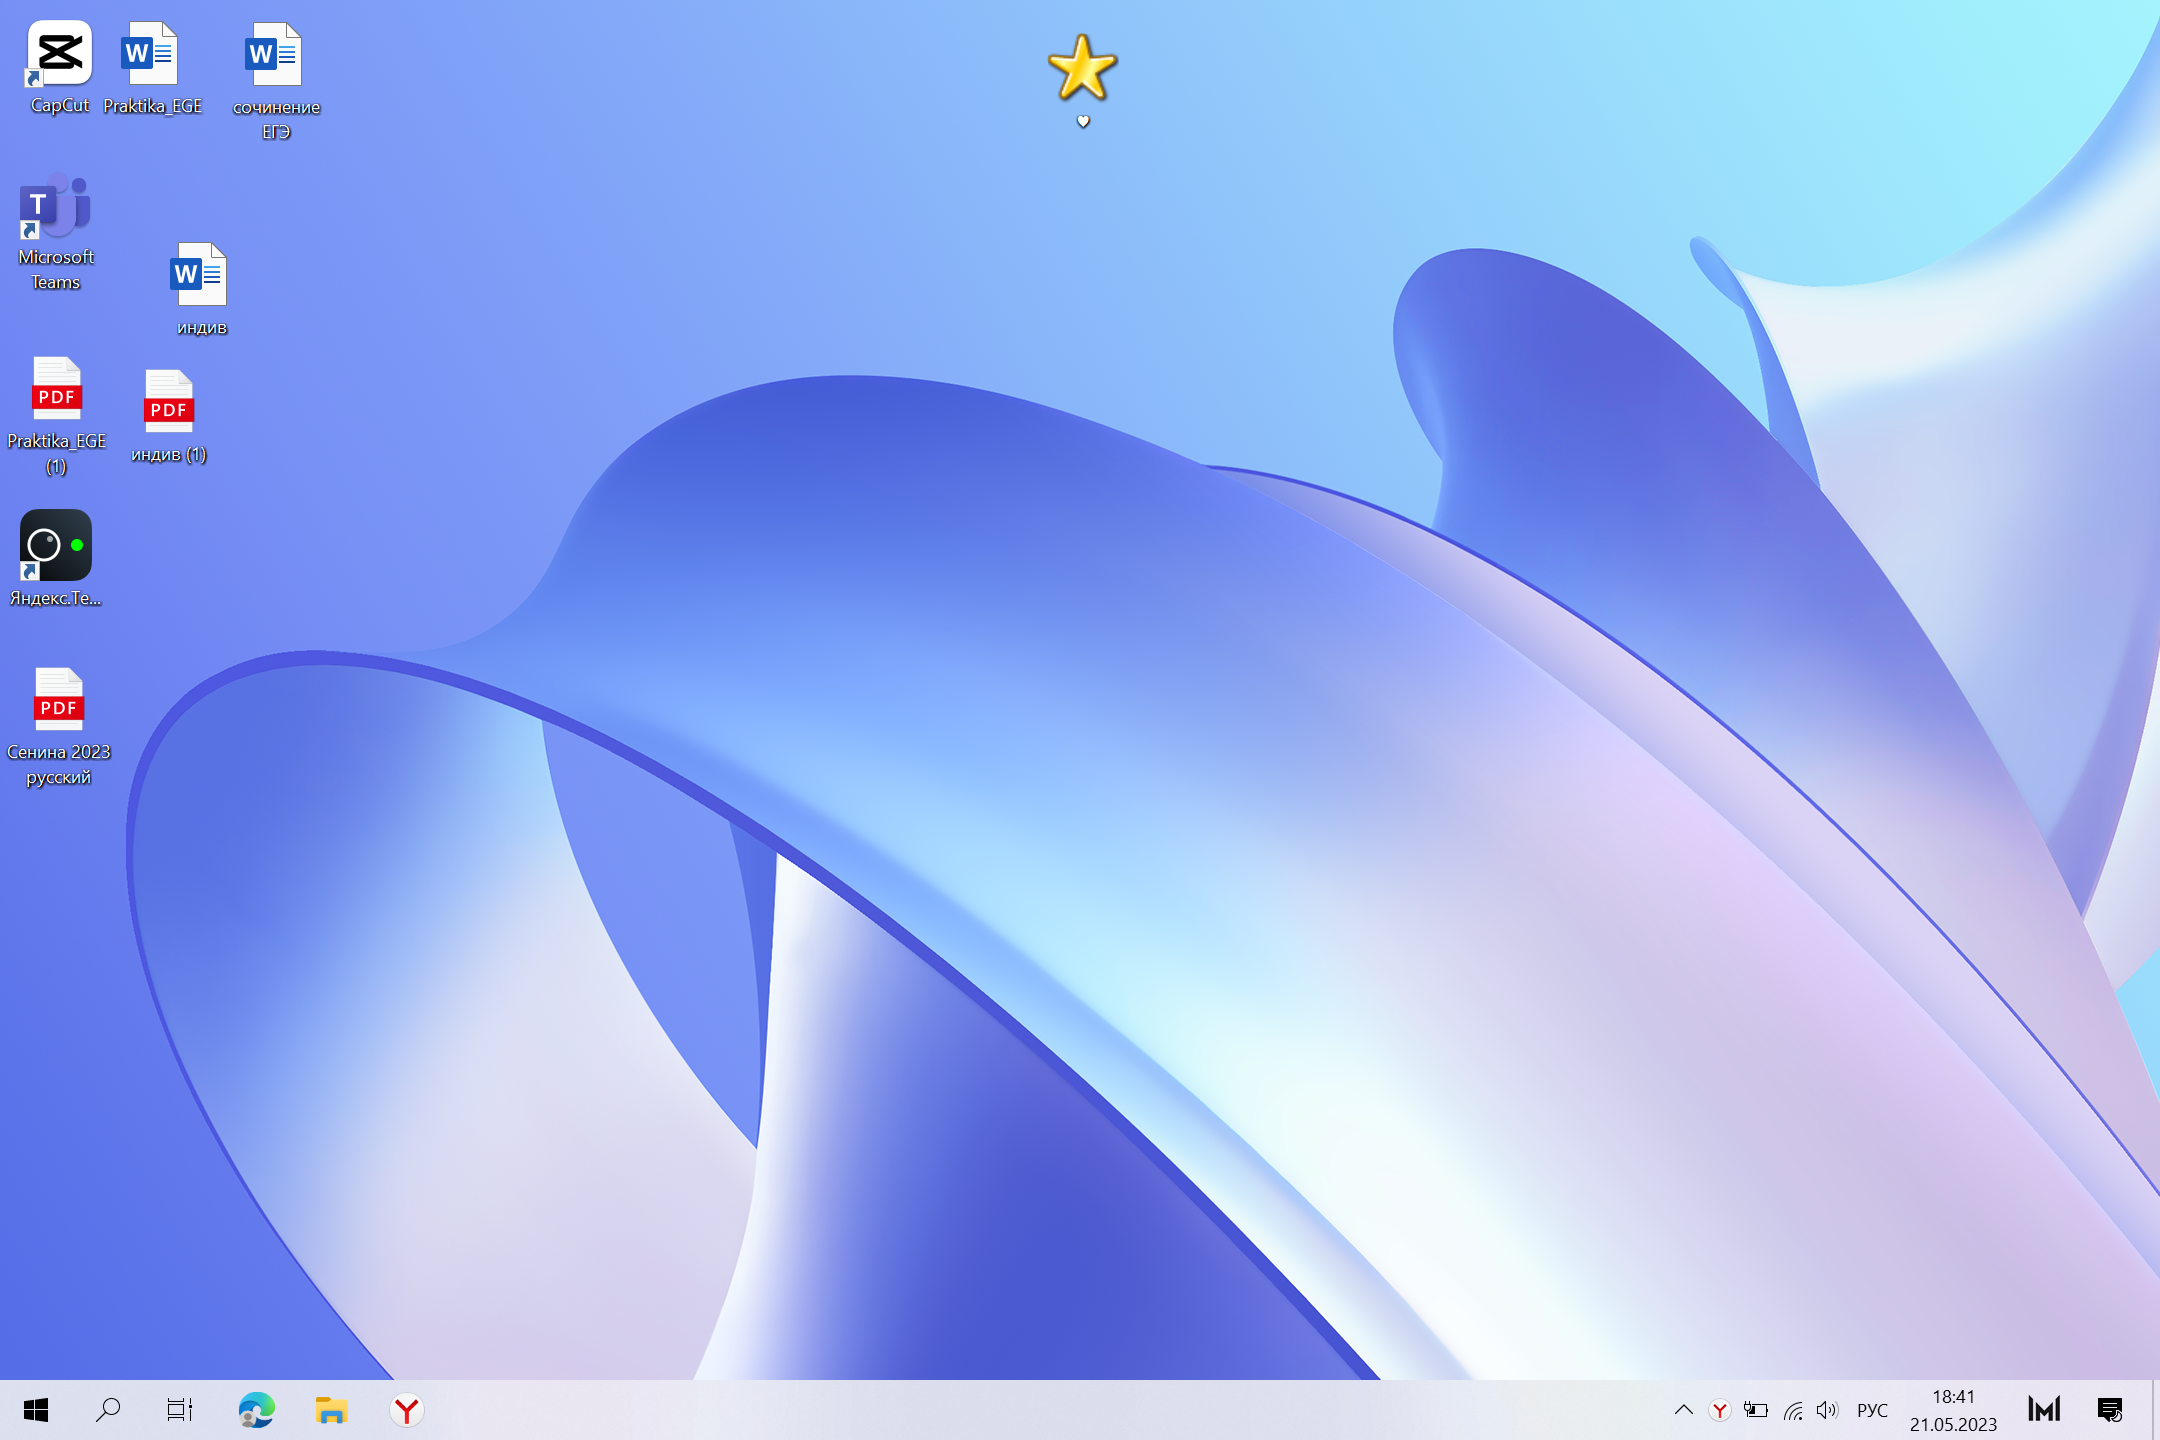 CapCut
Praktika_EGE
сочинение
ЕГЭ
Microsoft
Teams
индив
PDF
Praktika_EGE
(1)
PDF
индив (1)
Яндекс.Те...
PDF
Сенина 2023
русский
РУС
18:41
21.05.2023